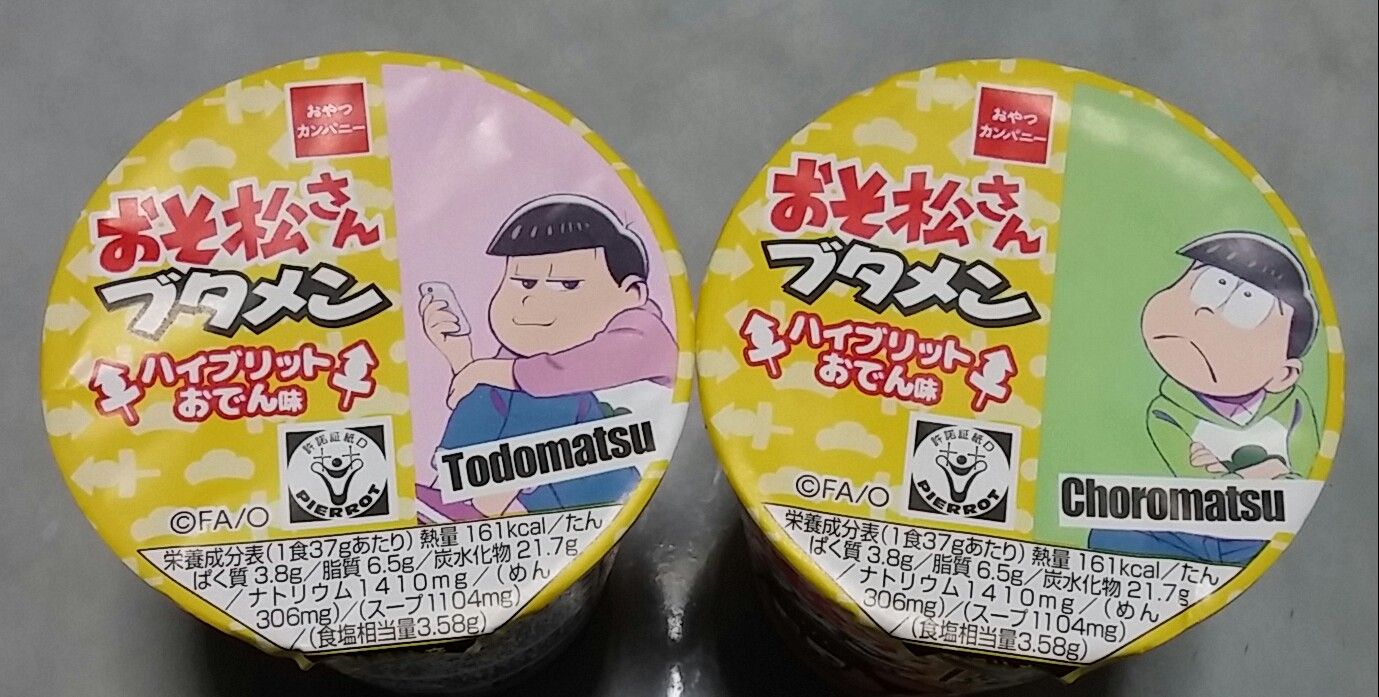 おやつ
カンパニー
おそ松さん
ブタメン
ハイブリット
おでん味
許諾証紙D
PIERROT
©FA/O
Todomatsu
栄養成分表(1食37gあたり) 熱量 161kcal/たん
ぱく質 3.8g/脂質 6.5g/炭水化物 21.7g
/ナトリウム1410mg/(めん
306mg)/(スープ1104mg)
/(食塩相当量3.58g)
おやつ
カンパニー
おそ松さん
ブタメン
ハイブリット
おでん味
許諾証紙D
PIERROT
©FA/O
Choromatsu
栄養成分表(1食37gあたり) 熱量 161kcal/たん
ぱく質 3.8g/脂質 6.5g/炭水化物 21.7g
/ナトリウム1410mg/(めん
306mg)/(スープ1104mg)
/(食塩相当量3.58g)